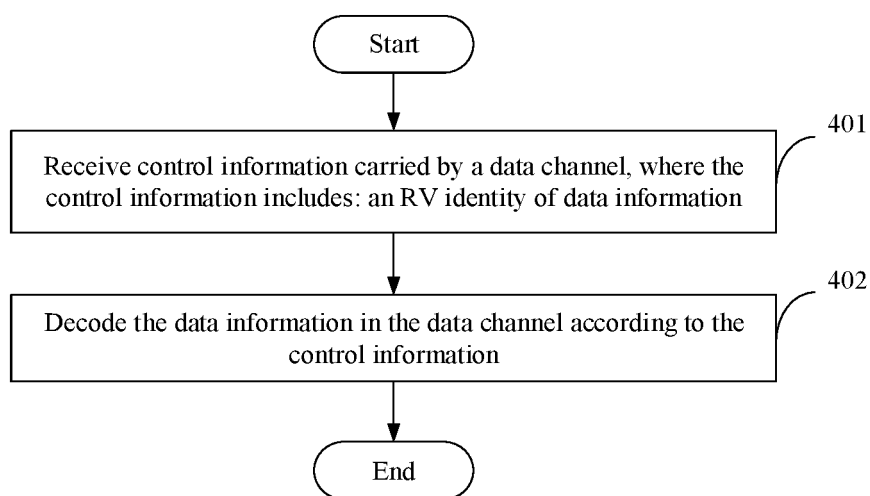 Start
401
Receive control information carried by a data channel, where the
control information includes: an RV identity of data information
402
Decode the data information in the data channel according to the
control information
End